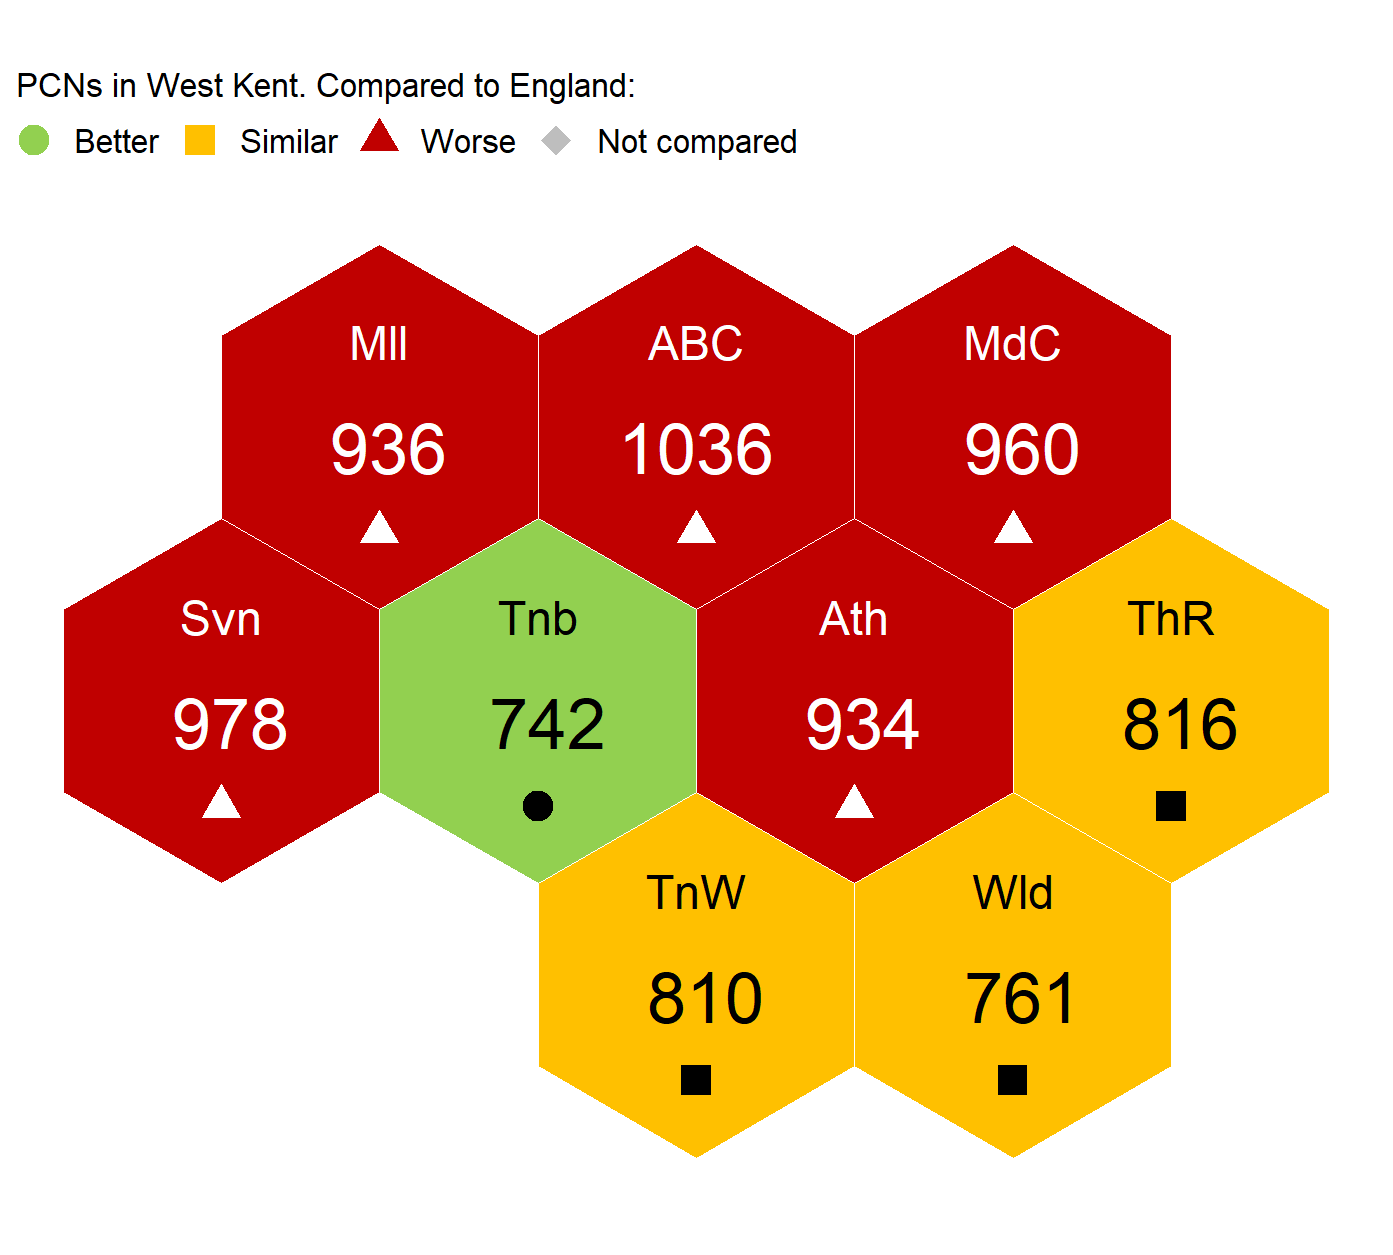 PCNs in West Kent. Compared to England:
Better Similar Worse Not compared
Mll ABC MdC
936 1036 960
Svn Tnb Ath ThR
978 742 934 816
TnW Wld
810 761